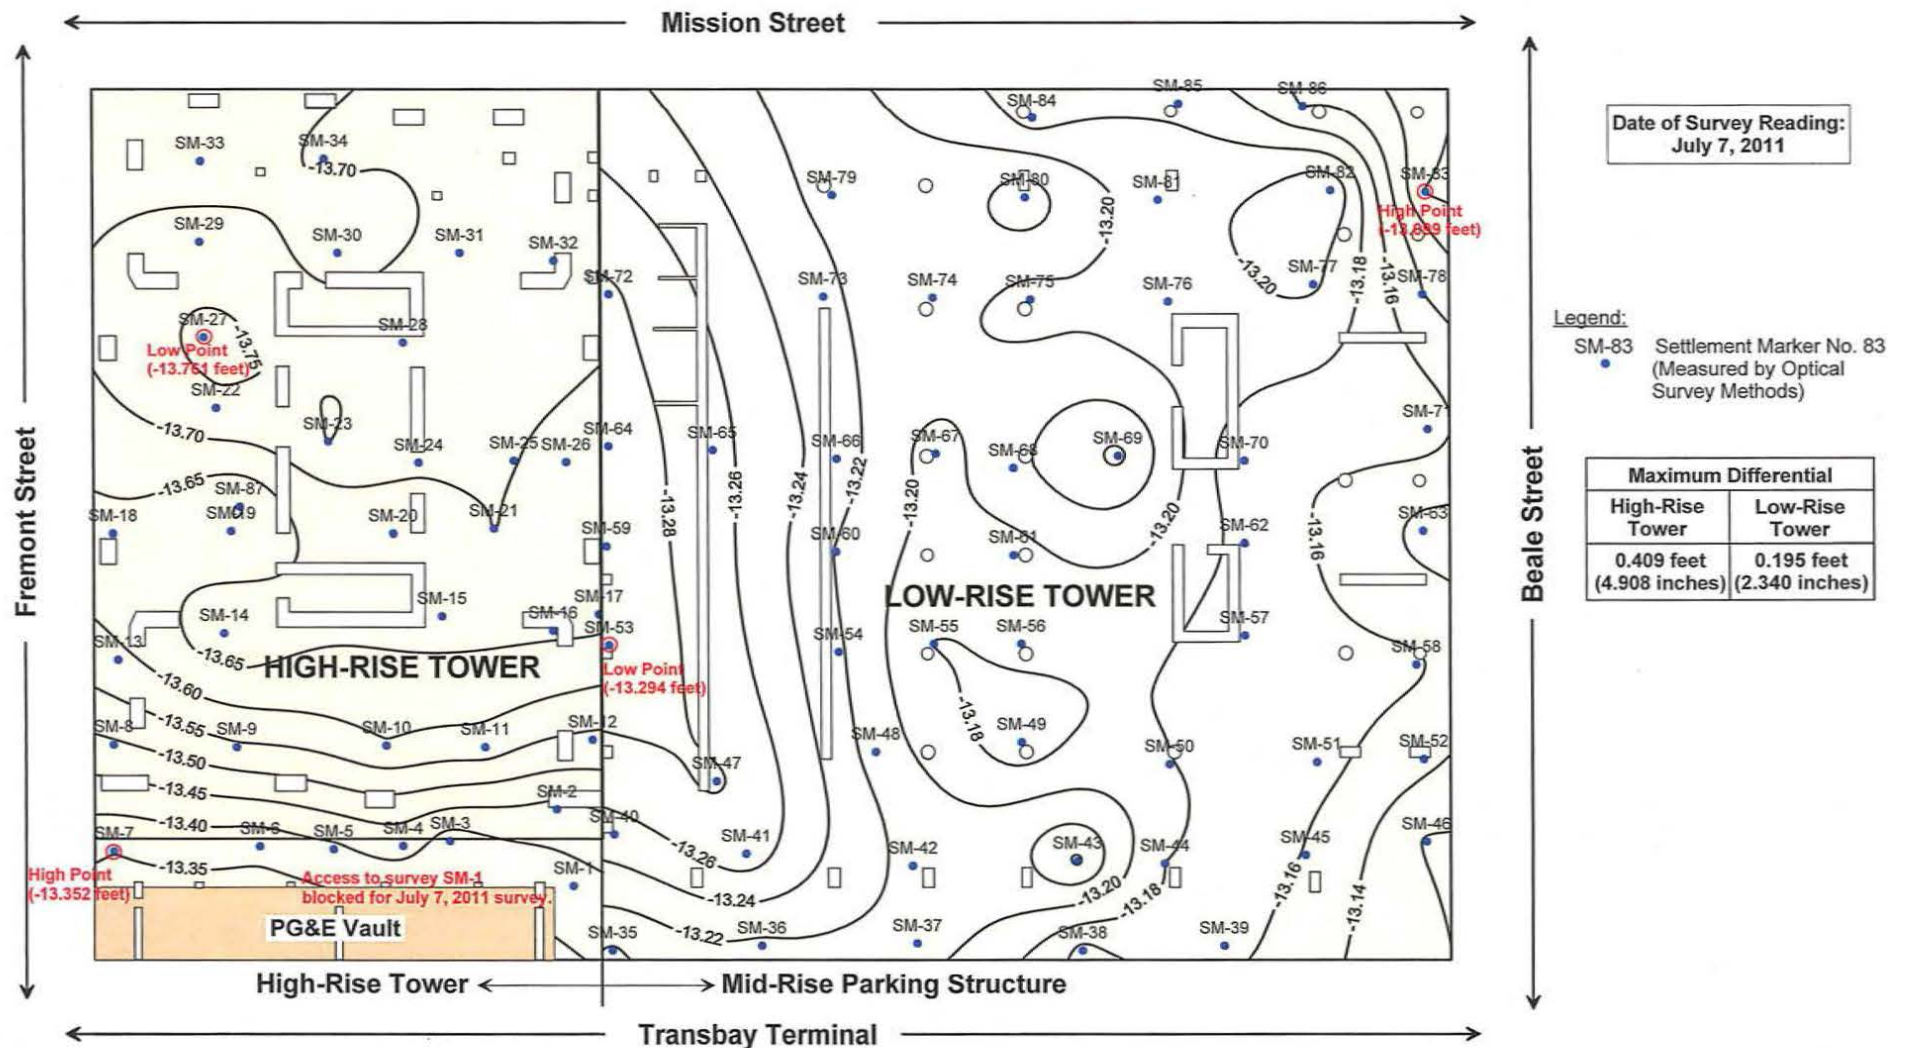 Mission Street
Fremont Street
Beale Street
SM-84
SM-85
SM-86
SM-33
SM-34
-13.70
SM-79
SM-80
SM-81
SM-82
SM-83
High Point
-13.20
SM-29
SM-30
SM-31
SM-32
SM-72
SM-73
SM-74
SM-75
SM-76
SM-77
SM-78
-13.20
-13.18
-13.16
SM-27
-13.75
Low Point
(-13.761 feet)
SM-28
SM-22
SM-23
-13.70
SM-24
SM-25
SM-26
SM-64
SM-65
SM-66
SM-67
SM-68
SM-69
SM-70
SM-71
-13.65
SM-87
-13.28
-13.26
-13.24
-13.22
-13.20
-13.20
-13.16
SM-18
SM-19
SM-20
SM-21
SM-59
SM-60
SM-61
SM-62
SM-63
LOW-RISE TOWER
SM-13
SM-14
SM-15
SM-16
SM-17
SM-53
SM-54
SM-55
SM-56
SM-57
SM-58
-13.65
HIGH-RISE TOWER
Low Point
(-13.294 feet)
-13.60
-13.55
-13.50
-13.45
-13.40
-13.35
SM-8
SM-9
SM-10
SM-11
SM-12
SM-47
SM-48
-13.18
SM-49
SM-50
SM-51
SM-52
SM-2
SM-7
SM-6
SM-5
SM-4
SM-3
SM-40
SM-41
SM-42
SM-43
SM-44
SM-45
SM-46
-13.26
High Point
(-13.352 feet)
Access to survey SM-1
blocked for July 7, 2011 survey.
SM-1
-13.24
-13.20
-13.18
-13.16
-13.14
PG&E Vault
SM-35
-13.22
SM-36
SM-37
SM-38
SM-39
High-Rise Tower
Mid-Rise Parking Structure
Transbay Terminal
Date of Survey Reading:
July 7, 2011
Legend:
SM-83 Settlement Marker No. 83
(Measured by Optical
Survey Methods)
Maximum Differential
High-Rise Tower
Low-Rise Tower
0.409 feet
(4.908 inches)
0.195 feet
(2.340 inches)